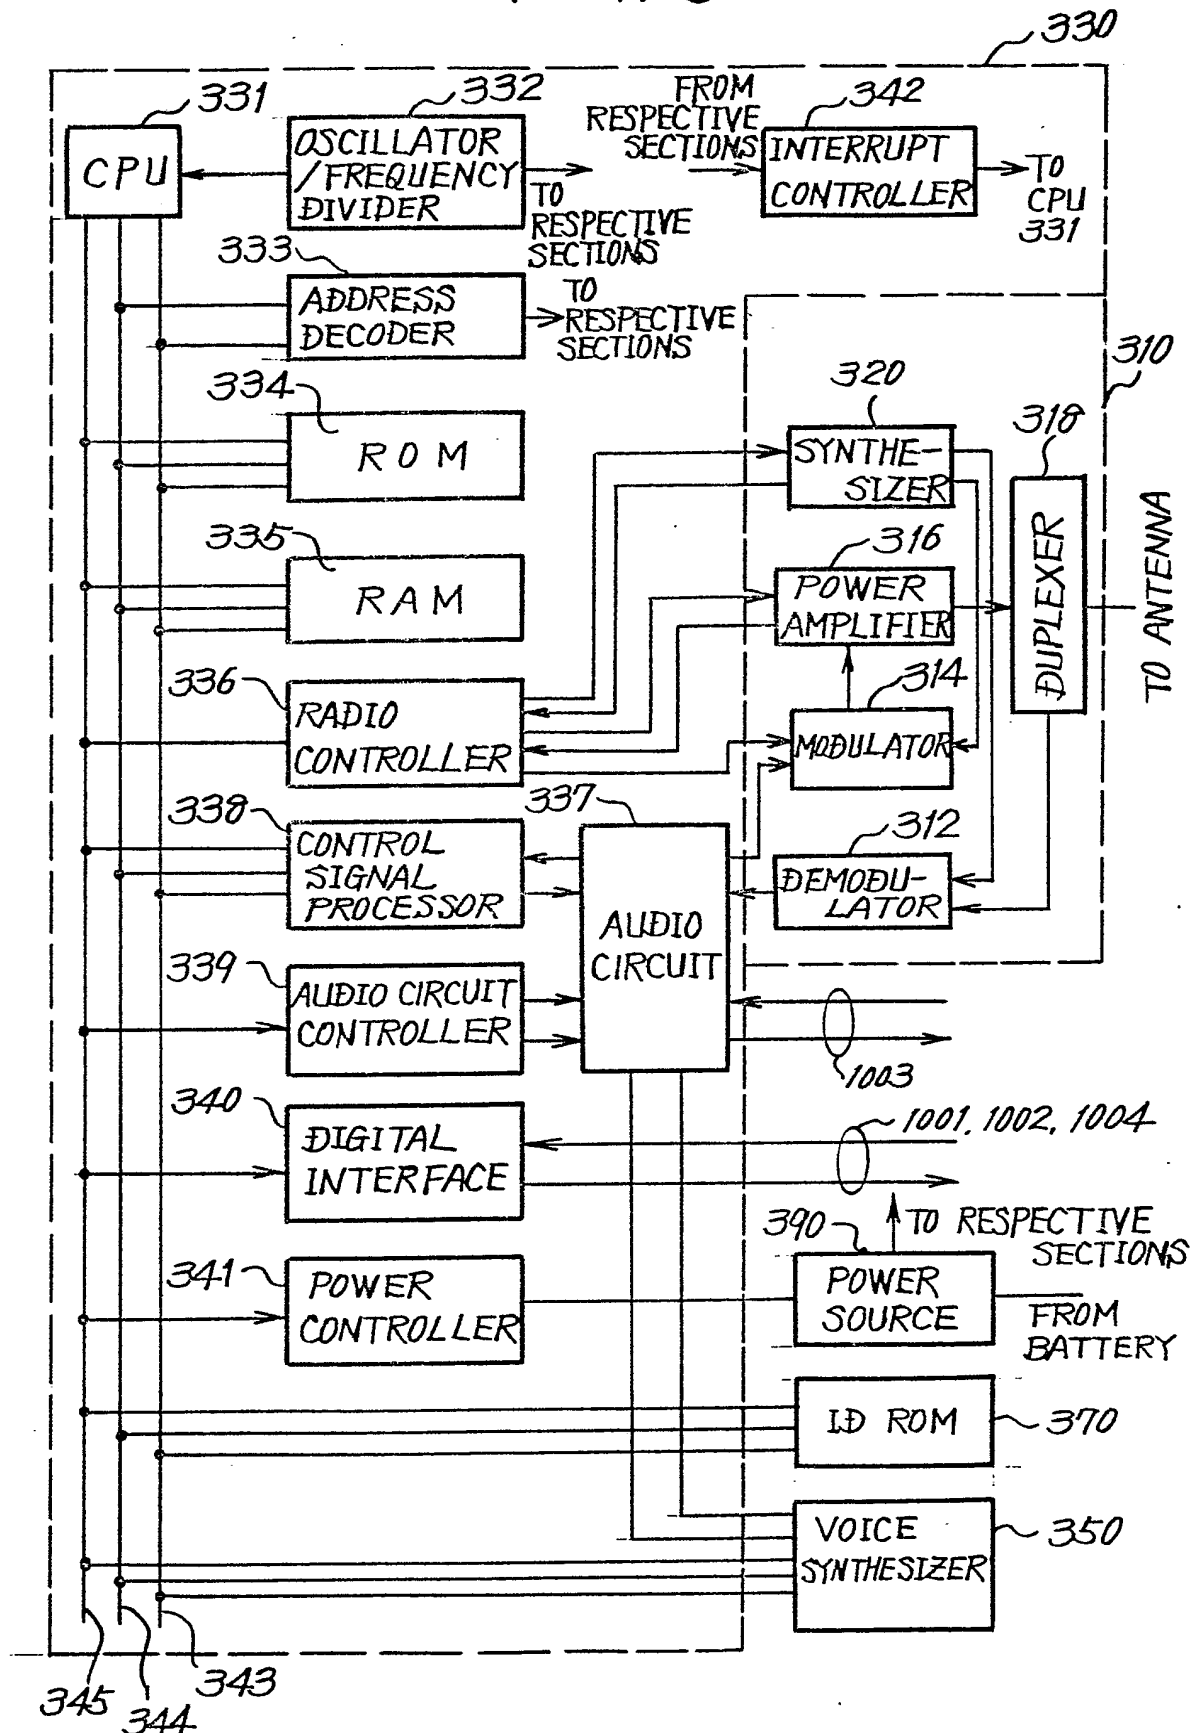 330
331
CPU
332
OSCILLATOR
/FREQUENCY
DIVIDER
TO
RESPECTIVE
SECTIONS
FROM
RESPECTIVE
SECTIONS
342
INTERRUPT
CONTROLLER
TO
CPU
331
333
ADDRESS
DECODER
TO
RESPECTIVE
SECTIONS
310
334
ROM
320
SYNTHE-
SIZER
318
DUPLEXER
TO ANTENNA
335
RAM
316
POWER
AMPLIFIER
336
RADIO
CONTROLLER
314
MODULATOR
337
AUDIO
CIRCUIT
338
CONTROL
SIGNAL
PROCESSOR
312
DEMODU-
LATOR
339
AUDIO CIRCUIT
CONTROLLER
1003
340
DIGITAL
INTERFACE
1001, 1002, 1004
390
TO RESPECTIVE
SECTIONS
341
POWER
CONTROLLER
POWER
SOURCE
FROM
BATTERY
ID ROM
370
VOICE
SYNTHESIZER
350
345
344
343